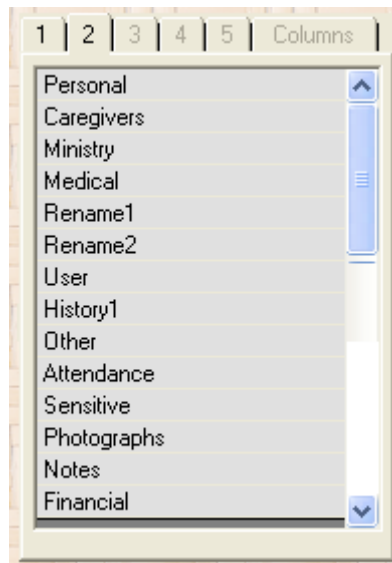 1 2 3 4 5 Columns
Personal
Caregivers
Ministry
Medical
Rename1
Rename2
User
History1
Other
Attendance
Sensitive
Photographs
Notes
Financial